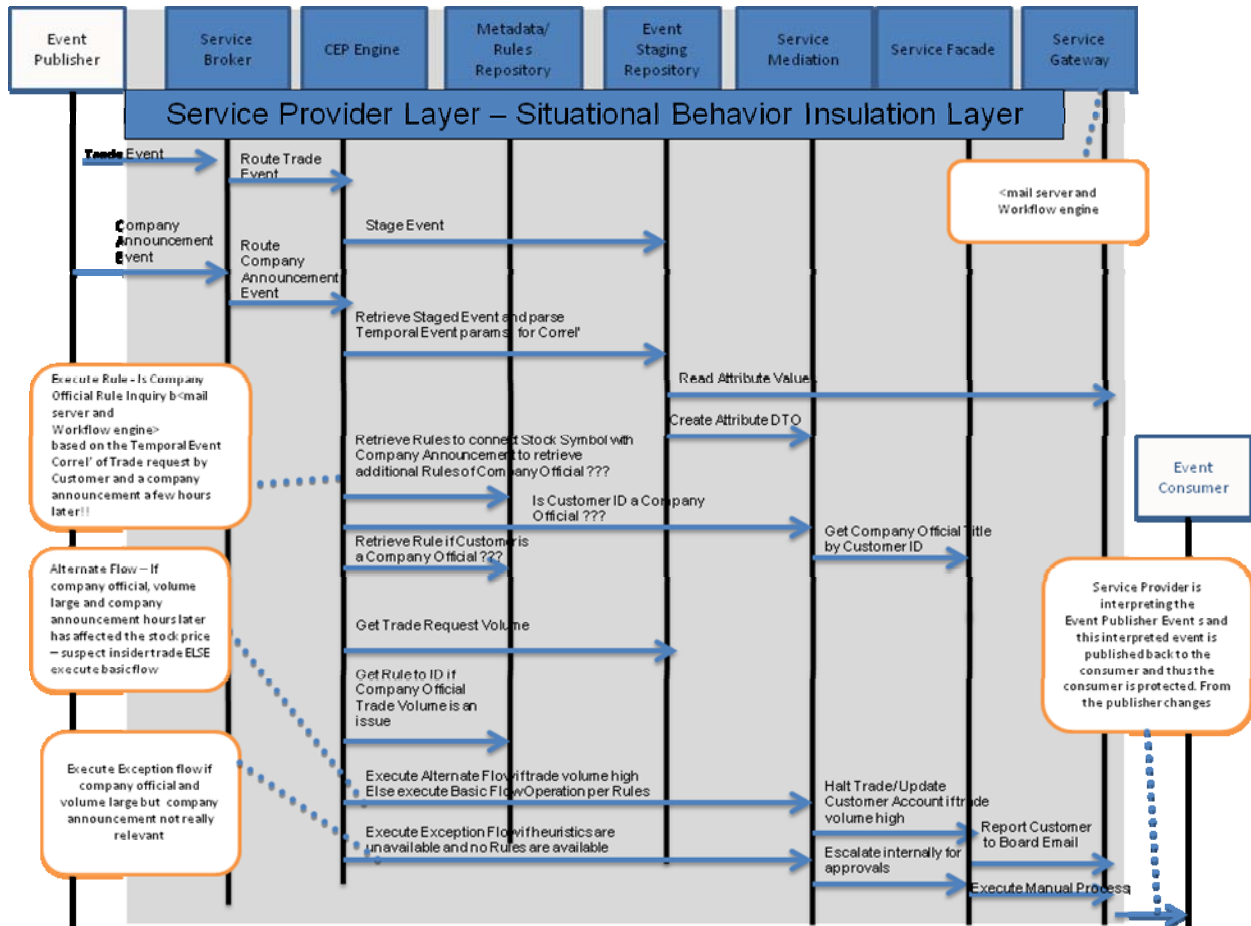 Event
Publisher
Service
Broker
CEP Engine
Metadata/
Rules
Repository
Event
Staging
Repository
Service
Mediation
Service Facade
Service
Gateway
Service Provider Layer – Situational Behavior Insulation Layer
Trade Event
Route Trade
Event
<mail server and
Workflow engine
Company
Announcement
Event
Stage Event
Route
Company
Announcement
Event
Retrieve Staged Event and parse
Temporal Event params for Correl'
Read Attribute Value
Create Attribute DTO
Execute Rule - Is Company
Official Rule Inquiry b<mail
server and
Workflow engine>
based on the Temporal Event
Correl' of Trade request by
Customer and a company
announcement a few hours
later!!
Retrieve Rules to connect Stock Symbol with
Company Announcement to retrieve
additional Rules of Company Official ???
Is Customer ID a Company
Official ???
Event
Consumer
Retrieve Rule if Customer is
a Company Official ???
Get Company Official Title
by Customer ID
Alternate Flow – If
company official, volume
large and company
announcement hours later
has affected the stock price
– suspect insider trade ELSE
execute basic flow
Service Provider is
interpreting the
Event Publisher Event s and
this interpreted event is
published back to the
consumer and thus the
consumer is protected. From
the publisher changes
Get Trade Request Volume
Get Rule to ID if
Company Official
Trade Volume is an
issue
Execute Exception flow if
company official and
volume large but company
announcement not really
relevant
Execute Alternate Flow if trade volume high
Else execute Basic Flow Operation per Rules
Halt Trade/Update
Customer Account if trade
volume high
Execute Exception Flow if heuristics are
unavailable and no Rules are available
Report Customer
to Board Email
Escalate internally for
approvals
Execute Manual Process